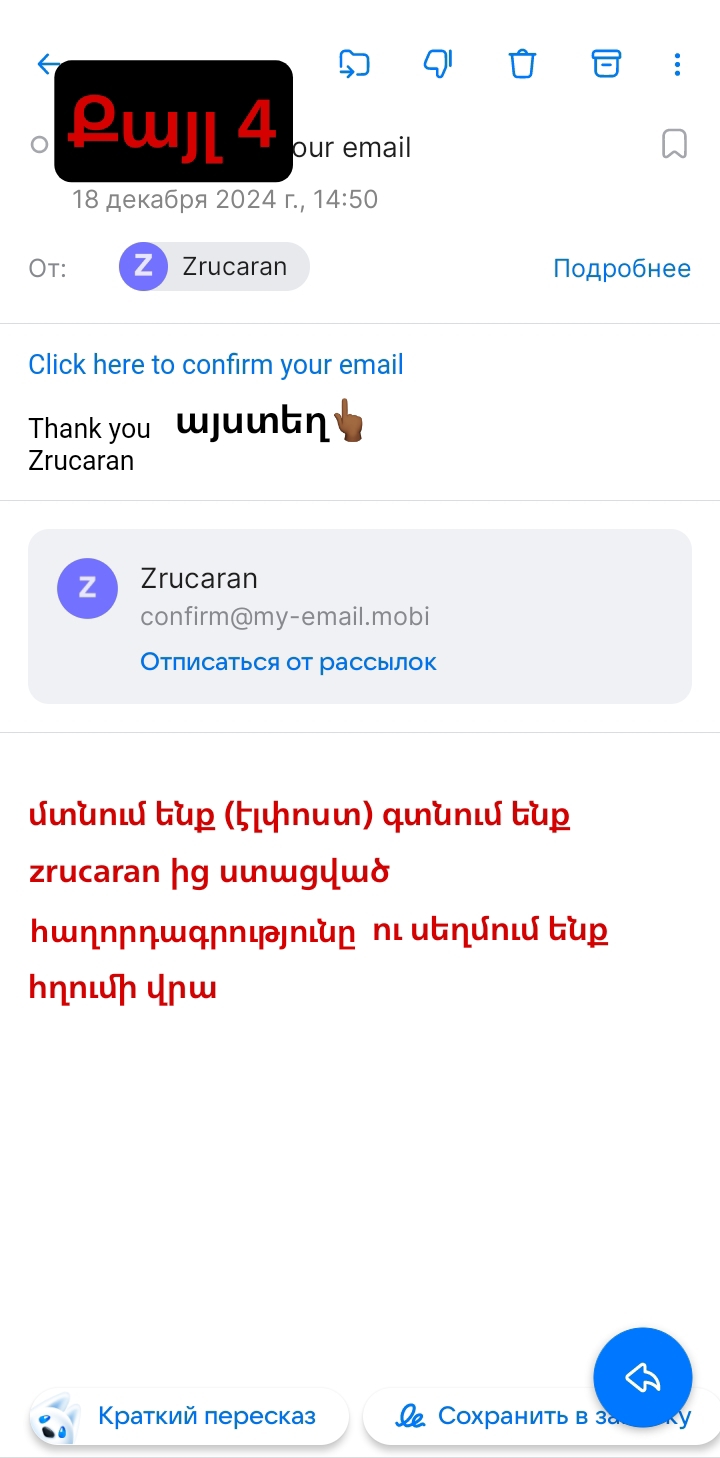 Քայլ 4
our email
18 декабря 2024 г., 14:50
От: Z Zrucaran Подробнее
Click here to confirm your email
Thank you այստեղ👆🏾
Zrucaran
Z Zrucaran
confirm@my-email.mobi
Отписаться от рассылок
մտնում ենք (էլփոստ) գտնում ենք
zrucaran ից ստացված
հաղորդագրությունը ու սեղմում ենք
հղումի վրա
Краткий пересказ Сохранить в за